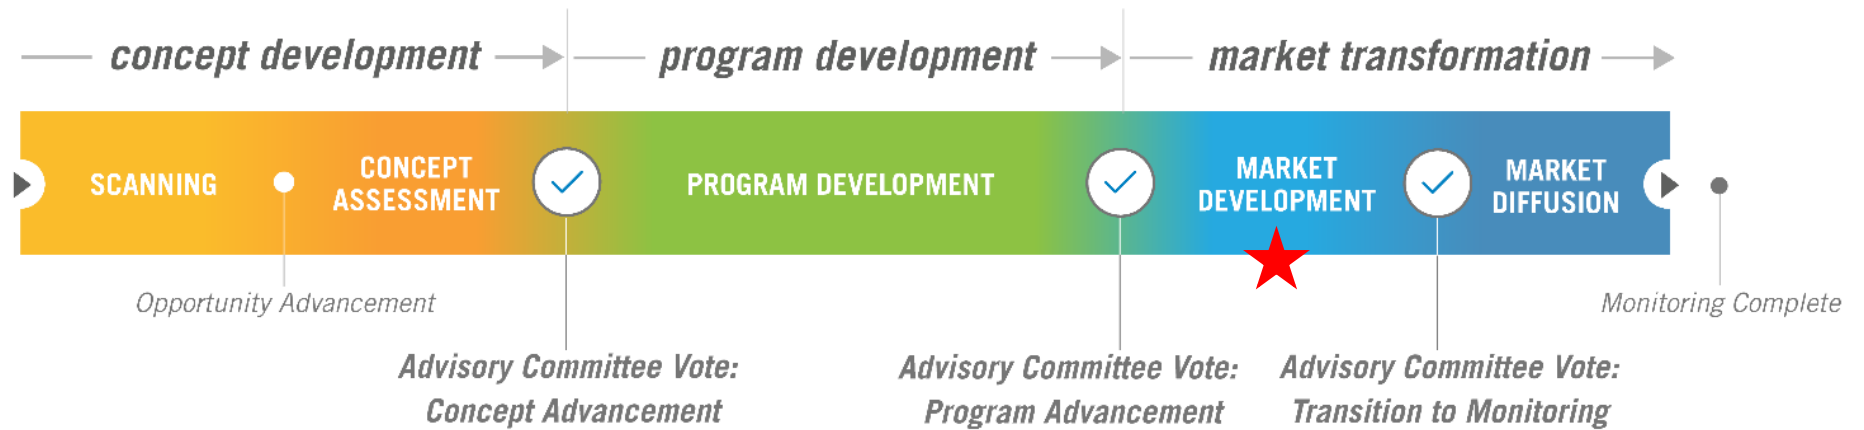 concept development
program development
market transformation
SCANNING
CONCEPT
ASSESSMENT
PROGRAM DEVELOPMENT
MARKET
DEVELOPMENT
MARKET
DIFFUSION
Opportunity Advancement
Monitoring Complete
Advisory Committee Vote:
Concept Advancement
Advisory Committee Vote:
Program Advancement
Advisory Committee Vote:
Transition to Monitoring